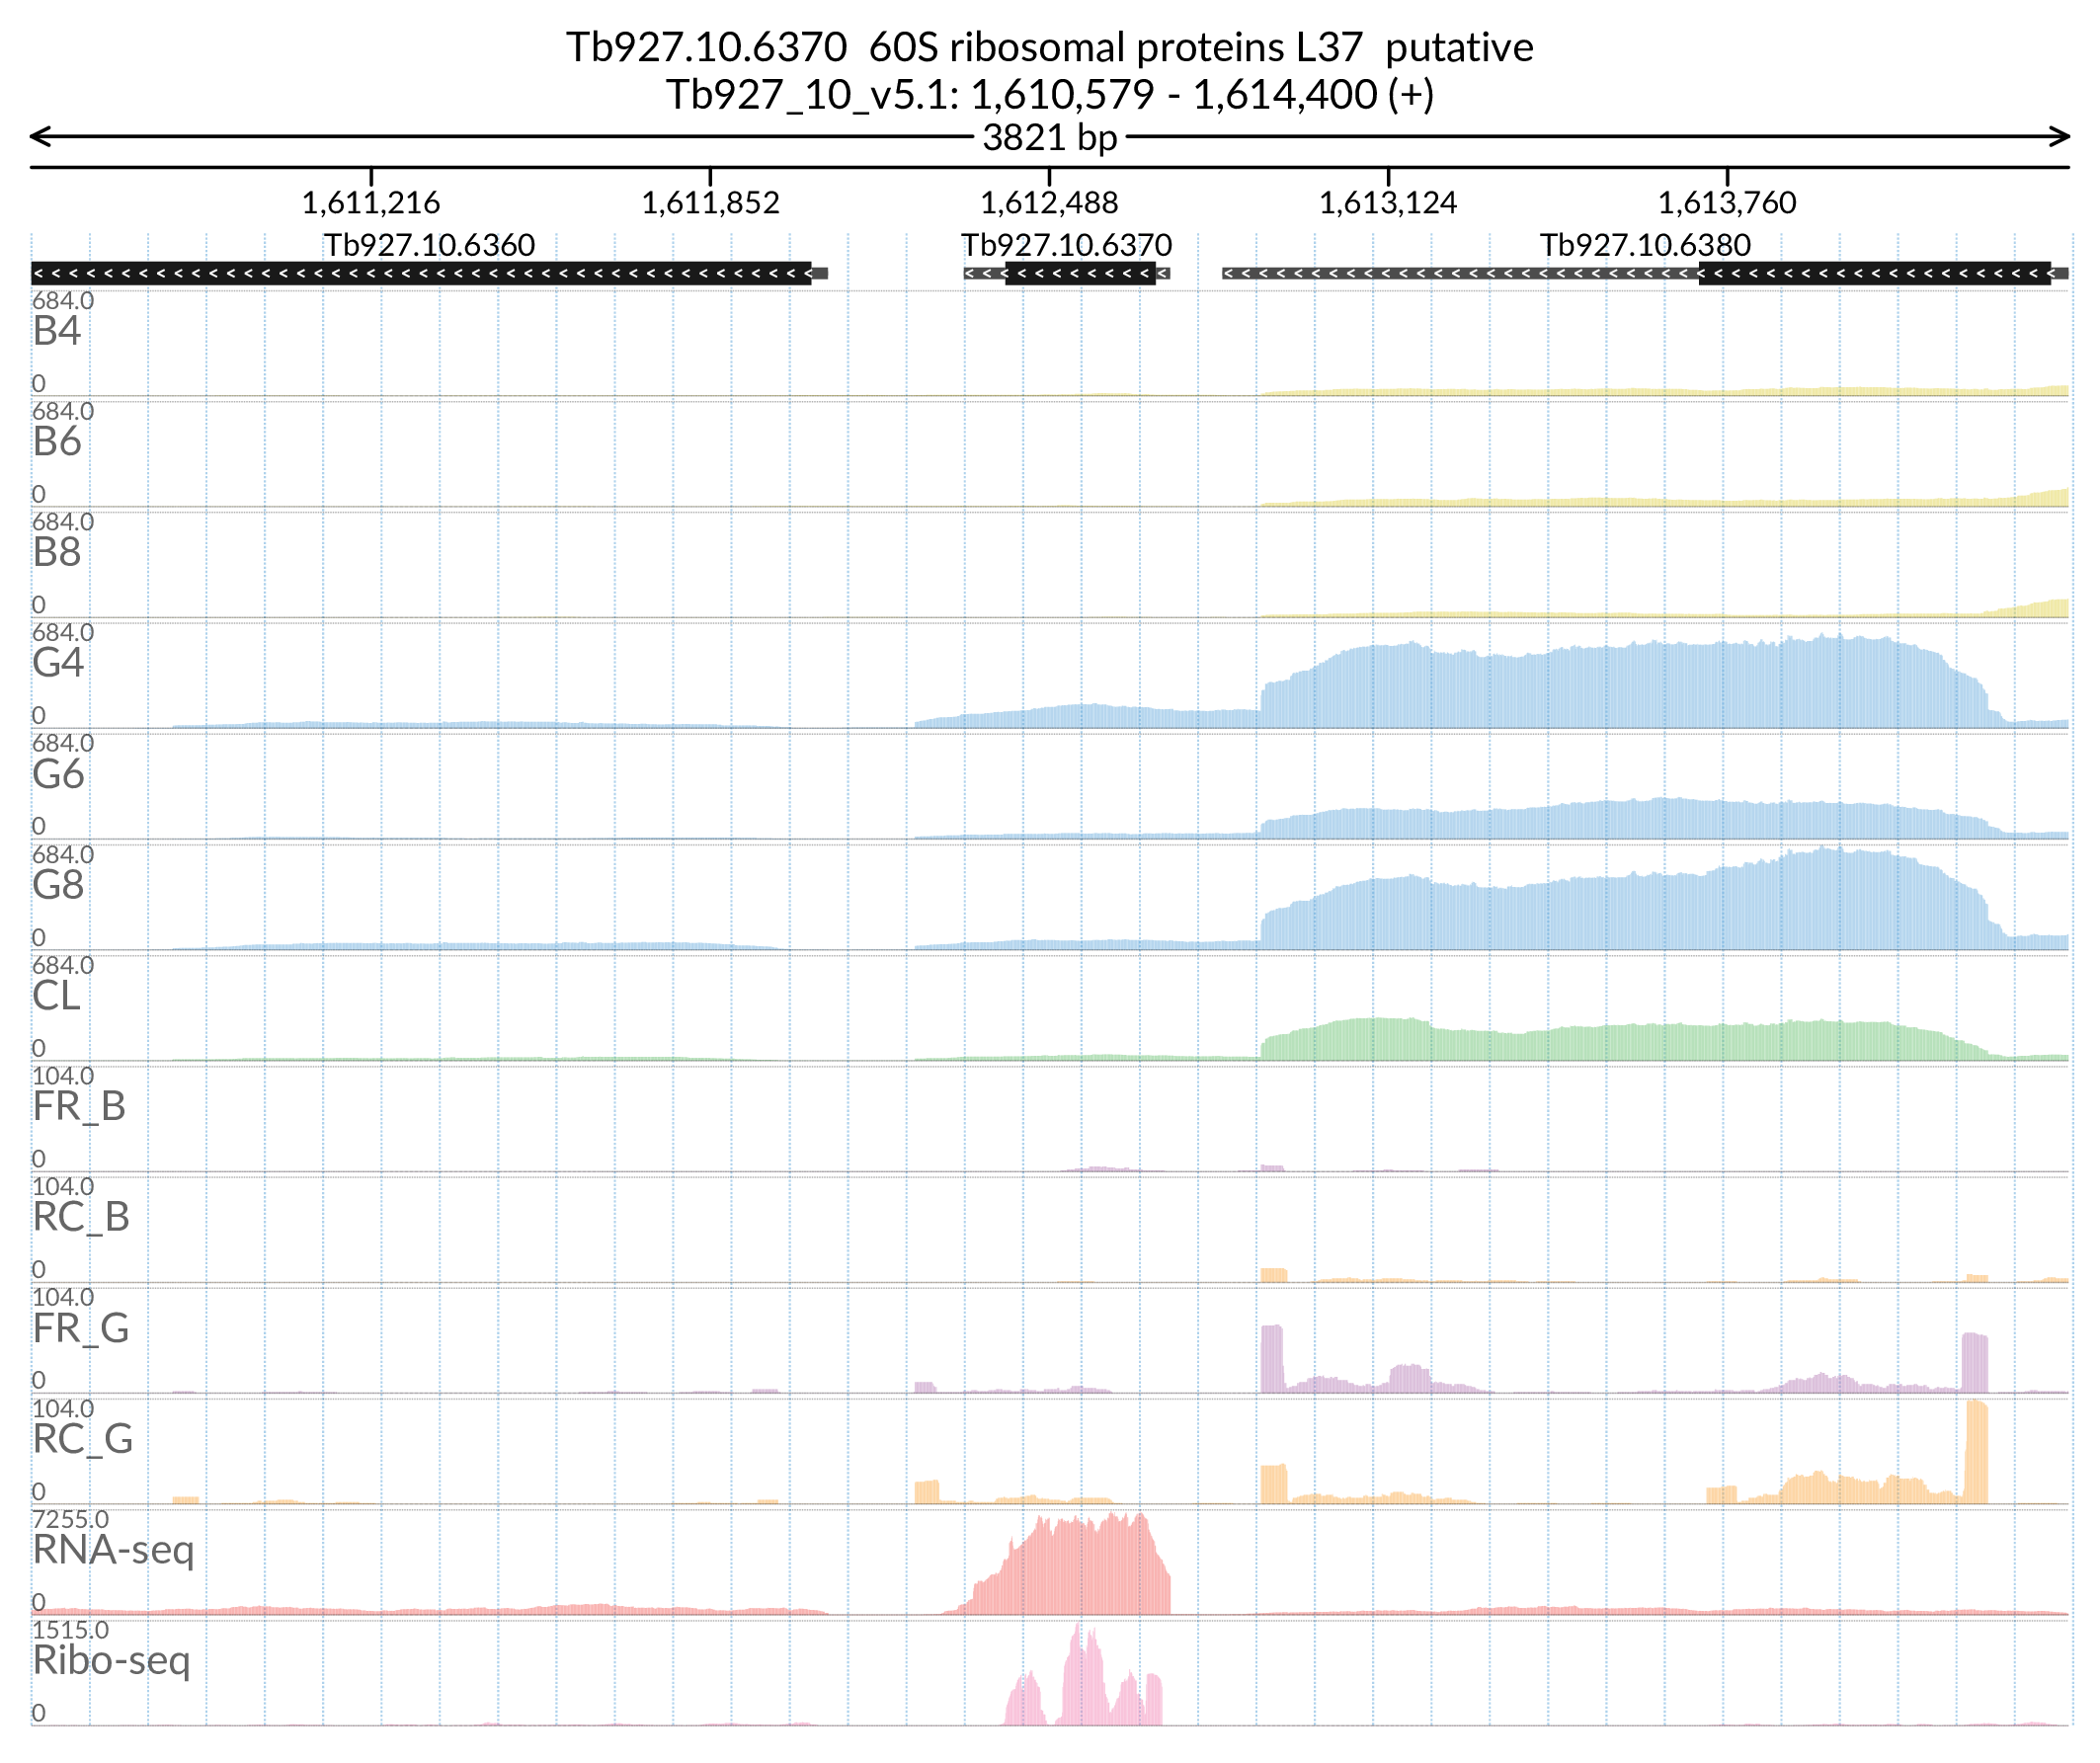 Tb927.10.6370  60S ribosomal proteins L37  putative
Tb927_10_v5.1: 1,610,579 - 1,614,400 (+)
3821 bp
1,611,216 1,611,852 1,612,488 1,613,124 1,613,760
Tb927.10.6360 Tb927.10.6370 Tb927.10.6380
684.0
B4
0
684.0
B6
0
684.0
B8
0
684.0
G4
0
684.0
G6
0
684.0
G8
0
684.0
CL
0
104.0
FR_B
0
104.0
RC_B
0
104.0
FR_G
0
104.0
RC_G
0
7255.0
RNA-seq
0
1515.0
Ribo-seq
0